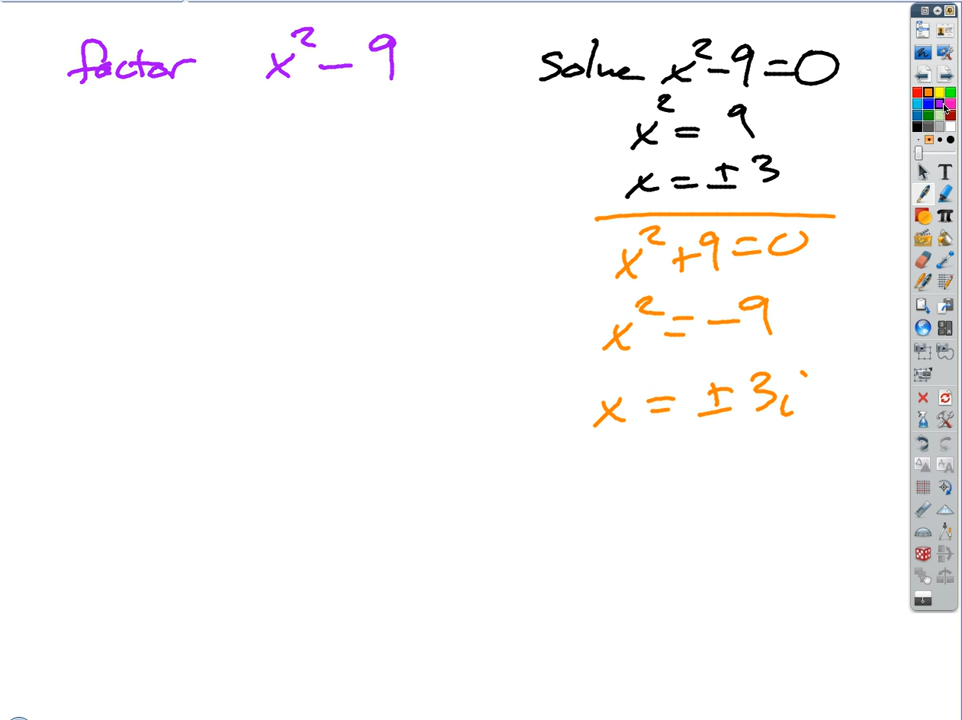 factor x² - 9
solve x² - 9 = 0
x² = 9
x = ± 3
x² + 9 = 0
x² = -9
x = ± 3i